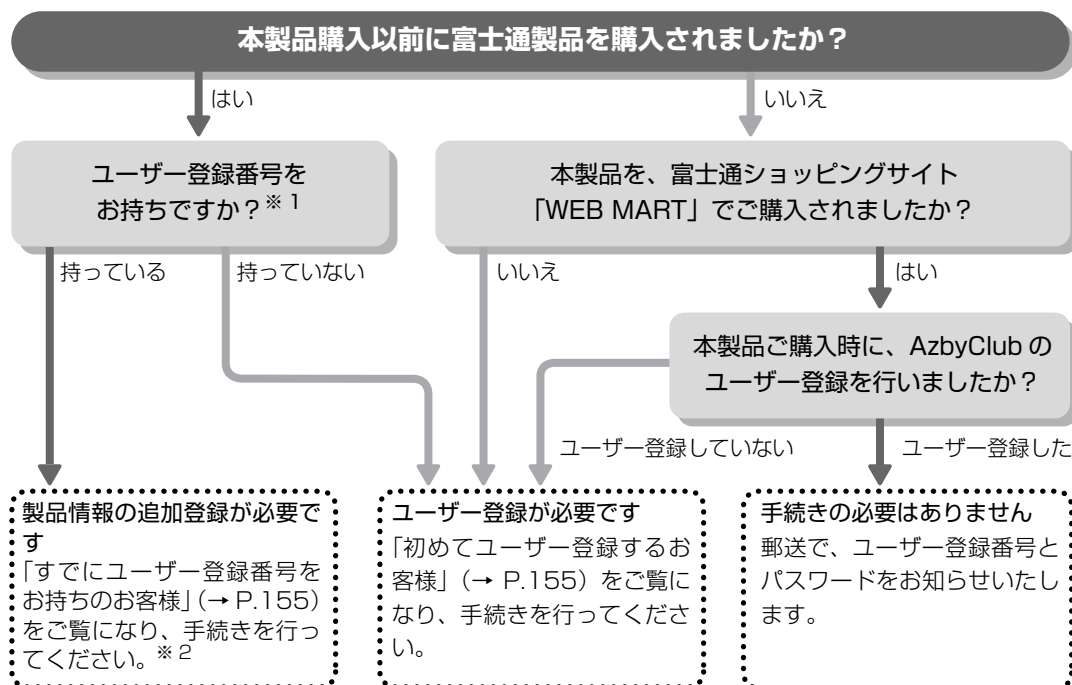 本製品購入以前に富士通製品を購入されましたか？
はい
いいえ
ユーザー登録番号を
お持ちですか？※1
本製品を、富士通ショッピングサイト
「WEB MART」でご購入されましたか？
持っている
持っていない
いいえ
はい
本製品ご購入時に、AzbyClub の
ユーザー登録を行いましたか？
ユーザー登録していない
ユーザー登録した
製品情報の追加登録が必要で
す
「すでにユーザー登録番号を
お持ちのお客様」（→ P.155）
をご覧になり、手続きを行っ
てください。※2
ユーザー登録が必要です
「初めてユーザー登録するお
客様」（→ P.155）をご覧に
なり、手続きを行ってくださ
い。
手続きの必要はありません
郵送で、ユーザー登録番号と
パスワードをお知らせいたし
ます。